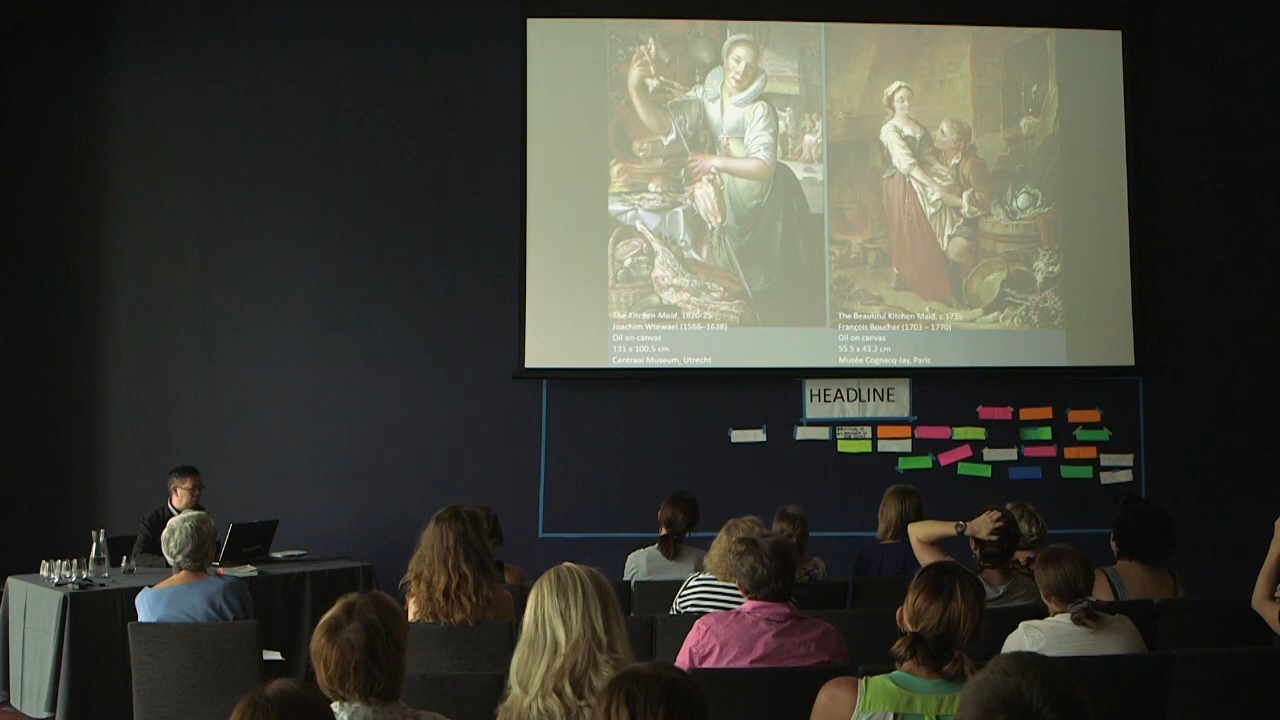 The Kitchen Maid, 1620-25
Joachim Wtewael (1566–1638)
Oil on canvas
131 x 100.5 cm
Centraal Museum, Utrecht
The Beautiful Kitchen Maid, c.1735
François Boucher (1703 – 1770)
Oil on canvas
55.5 x 43.2 cm
Musée Cognacq-Jay, Paris
HEADLINE